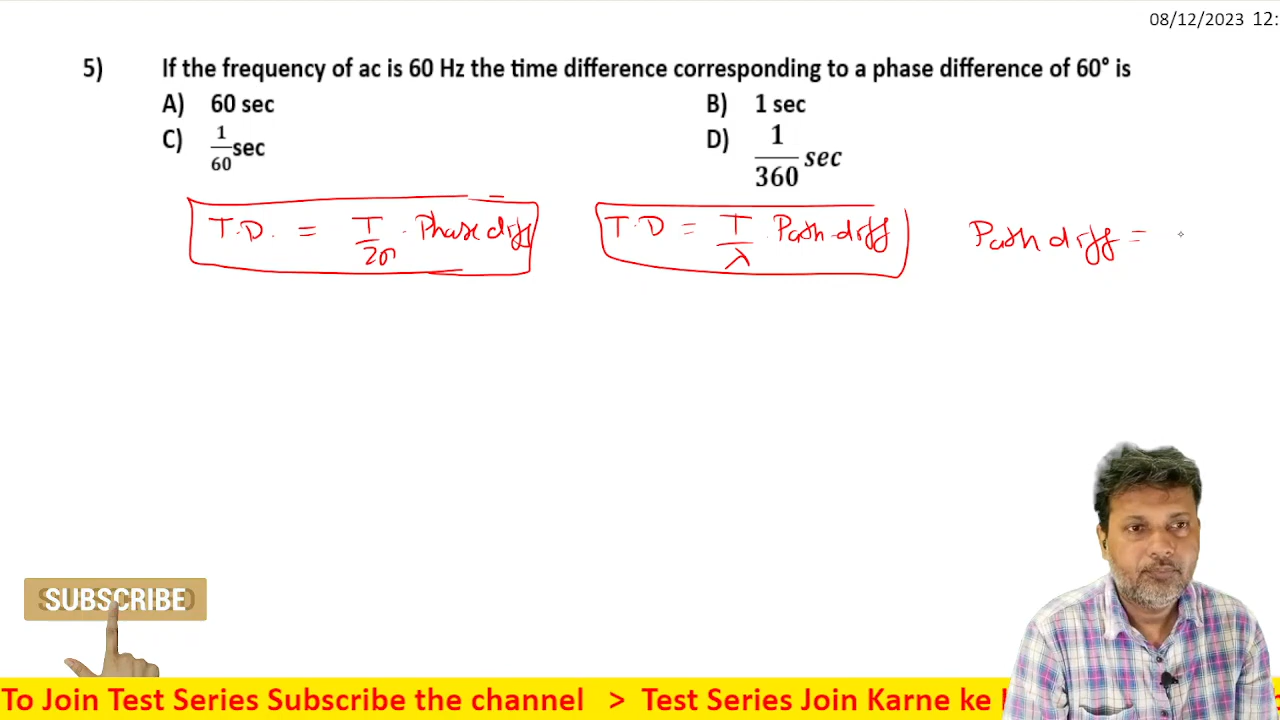 08/12/2023 12:
5) If the frequency of ac is 60 Hz the time difference corresponding to a phase difference of 60° is
A) 60 sec B) 1 sec
C) 1/60 sec D) 1/360 sec
T.D. = T/2π . Phase diff T.D = T/λ . Path diff Path diff =
SUBSCRIBE
To Join Test Series Subscribe the channel > Test Series Join Karne ke